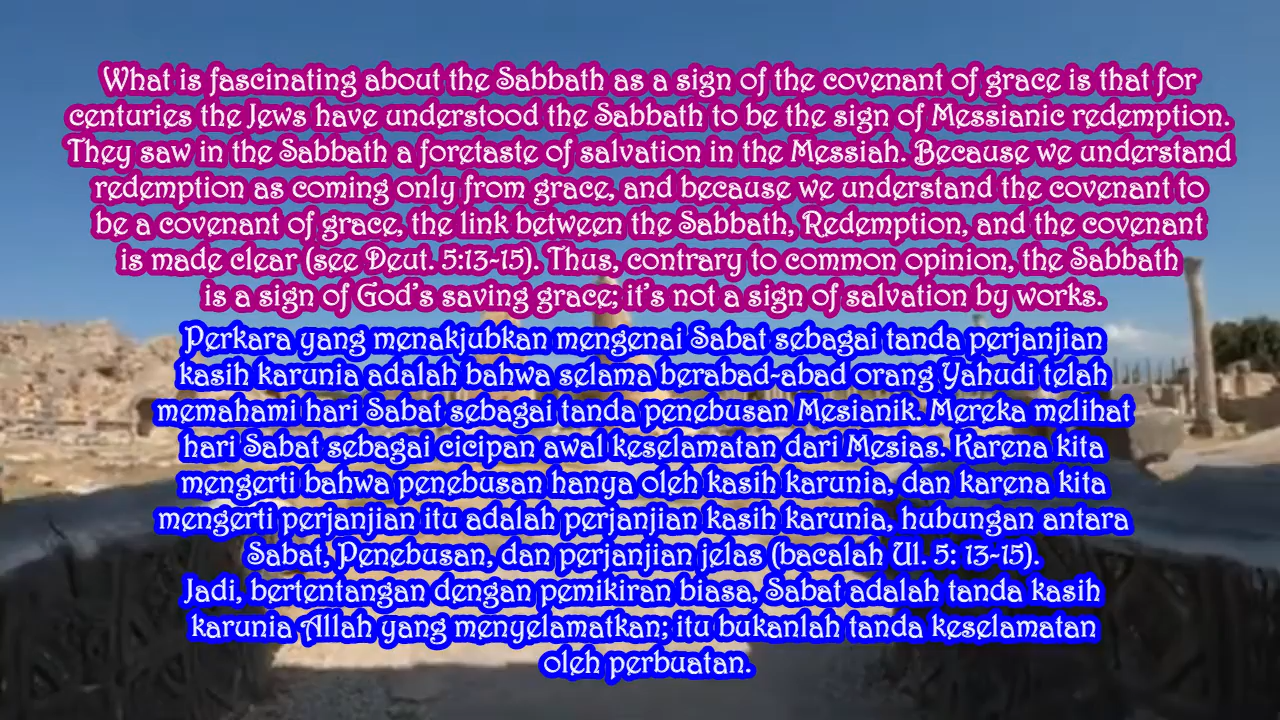 What is fascinating about the Sabbath as a sign of the covenant of grace is that for
centuries the Jews have understood the Sabbath to be the sign of Messianic redemption.
They saw in the Sabbath a foretaste of salvation in the Messiah. Because we understand
redemption as coming only from grace, and because we understand the covenant to
be a covenant of grace, the link between the Sabbath, Redemption, and the covenant
is made clear (see Deut. 5:13-15). Thus, contrary to common opinion, the Sabbath
is a sign of God's saving grace; it's not a sign of salvation by works.
Perkara yang menakjubkan mengenai Sabat sebagai tanda perjanjian
kasih karunia adalah bahwa selama berabad-abad orang Yahudi telah
memahami hari Sabat sebagai tanda penebusan Mesianik. Mereka melihat
hari Sabat sebagai cicipan awal keselamatan dari Mesias. Karena kita
mengerti bahwa penebusan hanya oleh kasih karunia, dan karena kita
mengerti perjanjian itu adalah perjanjian kasih karunia, hubungan antara
Sabat, Penebusan, dan perjanjian jelas (bacalah Ul. 5: 13-15).
Jadi, bertentangan dengan pemikiran biasa, Sabat adalah tanda kasih
karunia Allah yang menyelamatkan; itu bukanlah tanda keselamatan
oleh perbuatan.